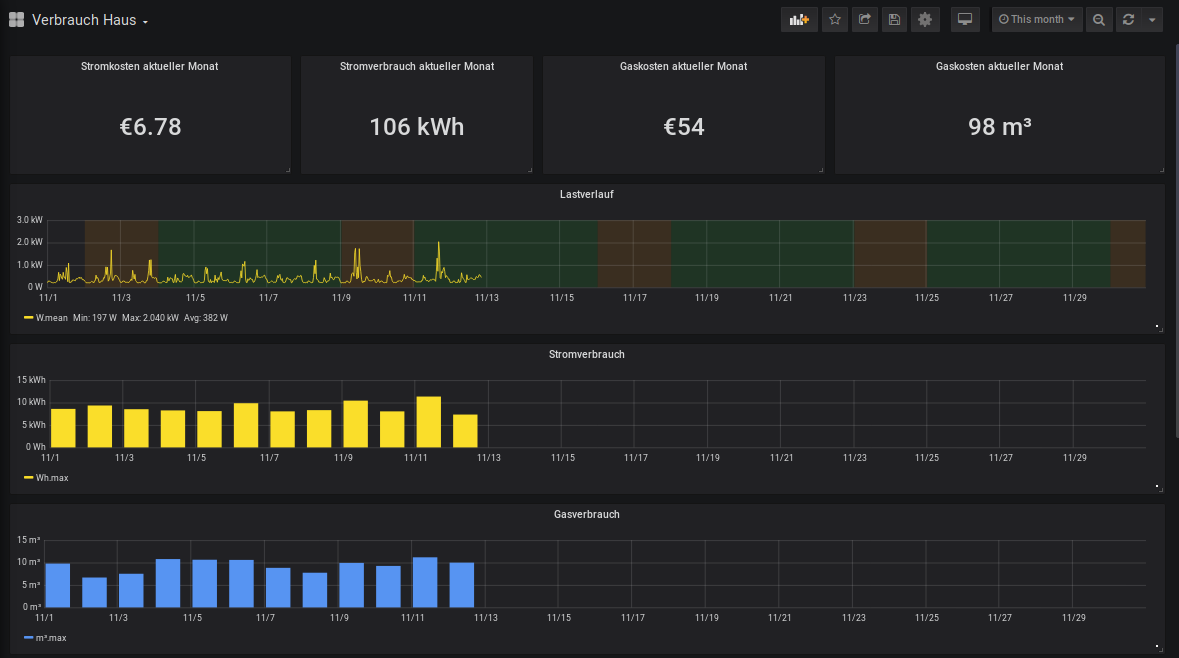 Verbrauch Haus
This month
Stromkosten aktueller Monat
Stromverbrauch aktueller Monat
Gaskosten aktueller Monat
Gaskosten aktueller Monat
€6.78
106 kWh
€54
98 m³
Lastverlauf
3.0 kW
2.0 kW
1.0 kW
0 W
11/1 11/3 11/5 11/7 11/9 11/11 11/13 11/15 11/17 11/19 11/21 11/23 11/25 11/27 11/29
W.mean Min: 197 W Max: 2.040 kW Avg: 382 W
Stromverbrauch
15 kWh
10 kWh
5 kWh
0 Wh
11/1 11/3 11/5 11/7 11/9 11/11 11/13 11/15 11/17 11/19 11/21 11/23 11/25 11/27 11/29
Wh.max
Gasverbrauch
15 m³
10 m³
5 m³
0 m³
11/1 11/3 11/5 11/7 11/9 11/11 11/13 11/15 11/17 11/19 11/21 11/23 11/25 11/27 11/29
m³.max